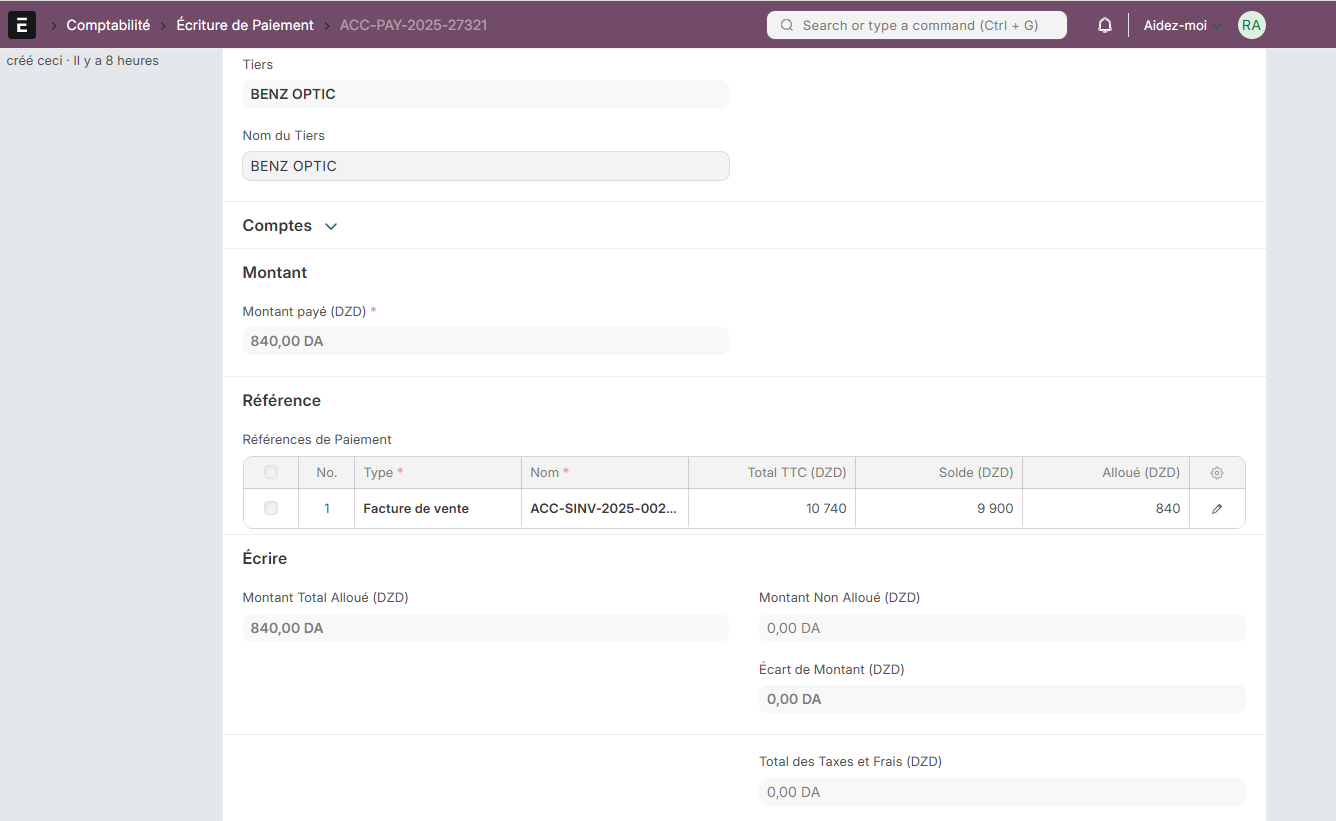 E
Comptabilité
Écriture de Paiement
ACC-PAY-2025-27321
Search or type a command (Ctrl + G)
Aidez-moi
RA
créé ceci · Il y a 8 heures
Tiers
BENZ OPTIC
Nom du Tiers
BENZ OPTIC
Comptes
Montant
Montant payé (DZD) *
840,00 DA
Référence
Références de Paiement
No. Type * Nom * Total TTC (DZD) Solde (DZD) Alloué (DZD)
1 Facture de vente ACC-SINV-2025-002... 10 740 9 900 840
Écrire
Montant Total Alloué (DZD)
840,00 DA
Montant Non Alloué (DZD)
0,00 DA
Écart de Montant (DZD)
0,00 DA
Total des Taxes et Frais (DZD)
0,00 DA